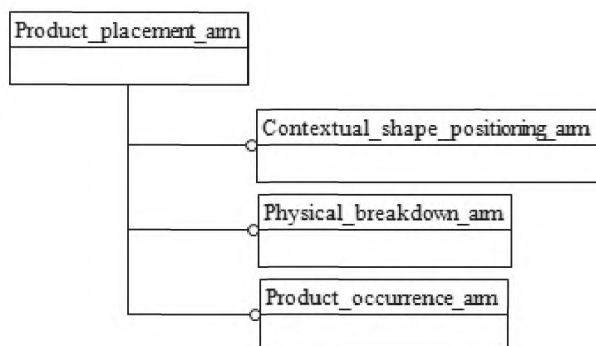 Product_placement_arm
Contextual_shape_positioning_arm
Physical_breakdown_arm
Product_occurrence_arm